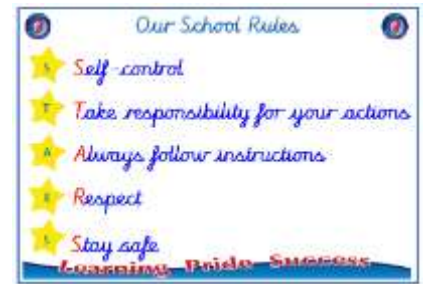 Our School Rules
S Self-control
T Take responsibility for your actions
A Always follow instructions
R Respect
S Stay safe
Learning Pride Success